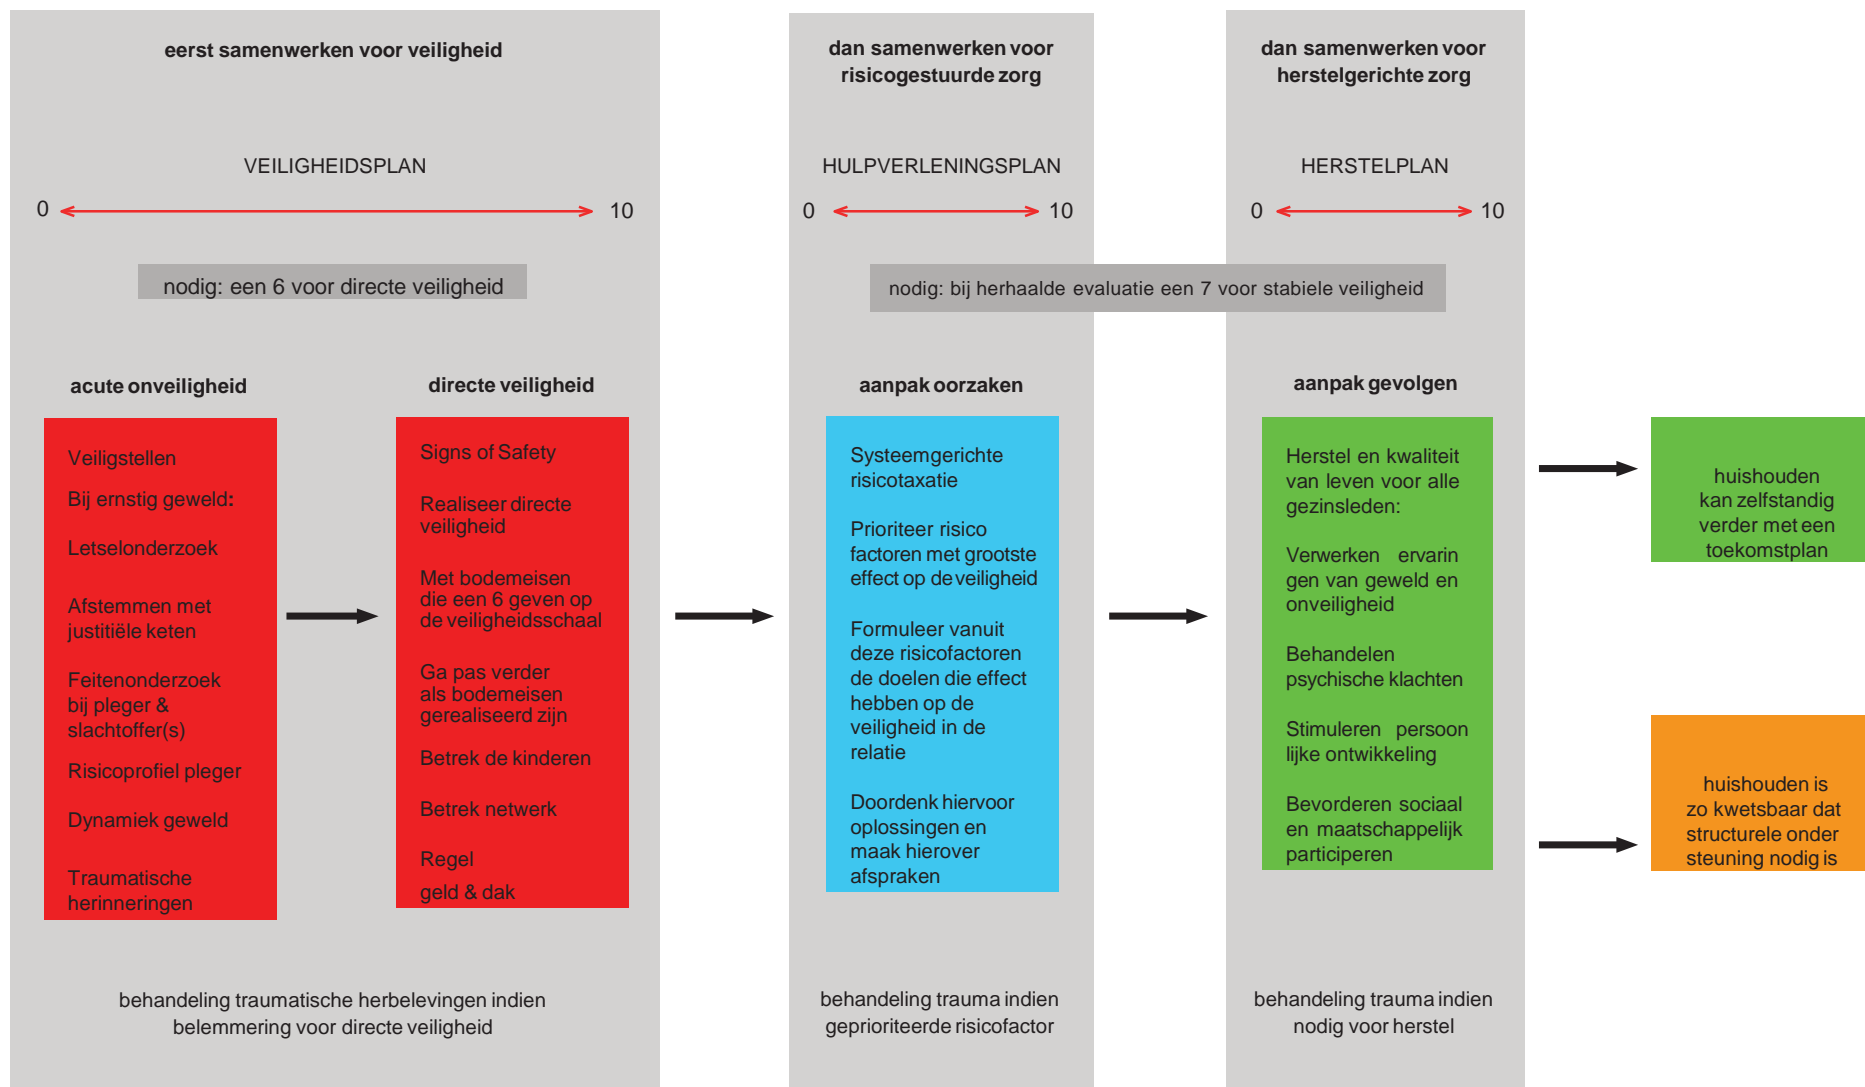 eerst samenwerken voor veiligheid
VEILIGHEIDSPLAN
0
10
nodig: een 6 voor directe veiligheid
acute onveiligheid
Veiligstellen
Bij ernstig geweld:
Letselonderzoek
Afstemmen met
justitiële keten
Feitenonderzoek
bij pleger &
slachtoffer(s)
Risicoprofiel pleger
Dynamiek geweld
Traumatische
herinneringen
directe veiligheid
Signs of Safety
Realiseer directe
veiligheid
Met bodemeisen
die een 6 geven op
de veiligheidsschaal
Ga pas verder
als bodemeisen
gerealiseerd zijn
Betrek de kinderen
Betrek netwerk
Regel
geld & dak
behandeling traumatische herbelevingen indien
belemmering voor directe veiligheid
dan samenwerken voor
risicogestuurde zorg
HULPVERLENINGSPLAN
0
10
nodig: bij herhaalde evaluatie een 7 voor stabiele veiligheid
aanpak oorzaken
Systeemgerichte
risicotaxatie
Prioriteer risico
factoren met grootste
effect op de veiligheid
Formuleer vanuit
deze risicofactoren
de doelen die effect
hebben op de
veiligheid in de
relatie
Doordenk hiervoor
oplossingen en
maak hierover
afspraken
behandeling trauma indien
geprioriteerde risicofactor
dan samenwerken voor
herstelgerichte zorg
HERSTELPLAN
0
10
aanpak gevolgen
Herstel en kwaliteit
van leven voor alle
gezinsleden:
Verwerken ervarin
gen van geweld en
onveiligheid
Behandelen
psychische klachten
Stimuleren persoon
lijke ontwikkeling
Bevorderen sociaal
en maatschappelijk
participeren
behandeling trauma indien
nodig voor herstel
huishouden
kan zelfstandig
verder met een
toekomstplan
huishouden is
zo kwetsbaar dat
structurele onder
steuning nodig is